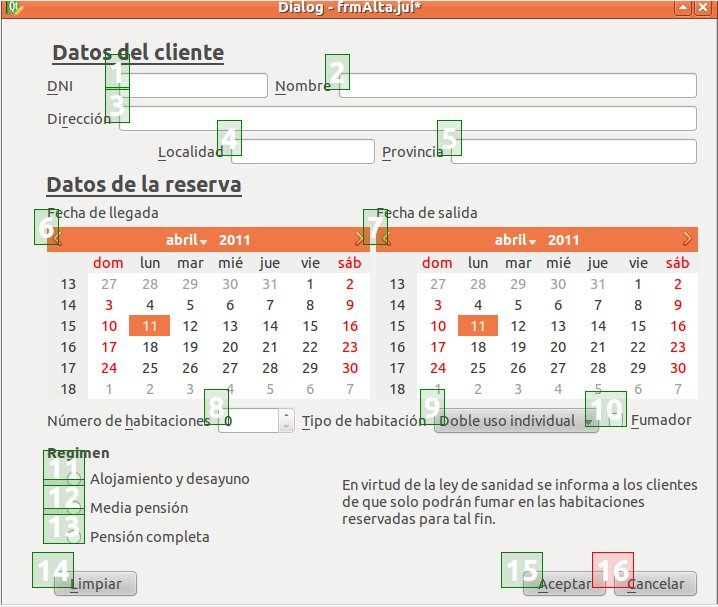 Dialog - frmAlta.jui*
Datos del cliente
1 2
DNI Nombre
3
Dirección
4 5
Localidad Provincia
Datos de la reserva
Fecha de llegada Fecha de salida
6 7
abril 2011 abril 2011
dom lun mar mié jue vie sáb dom lun mar mié jue vie sáb
13 27 28 29 30 31 1 2 13 27 28 29 30 31 1 2
14 3 4 5 6 7 8 9 14 3 4 5 6 7 8 9
15 10 11 12 13 14 15 16 15 10 11 12 13 14 15 16
16 17 18 19 20 21 22 23 16 17 18 19 20 21 22 23
17 24 25 26 27 28 29 30 17 24 25 26 27 28 29 30
18 1 2 3 4 5 6 7 18 1 2 3 4 5 6 7
8 9 10
Número de habitaciones 0 Tipo de habitación Doble uso individual Fumador
Regimen
11 Alojamiento y desayuno
12 Media pensión
13 Pensión completa
En virtud de la ley de sanidad se informa a los clientes
de que solo podrán fumar en las habitaciones
reservadas para tal fin.
14 15 16
Limpiar Aceptar Cancelar